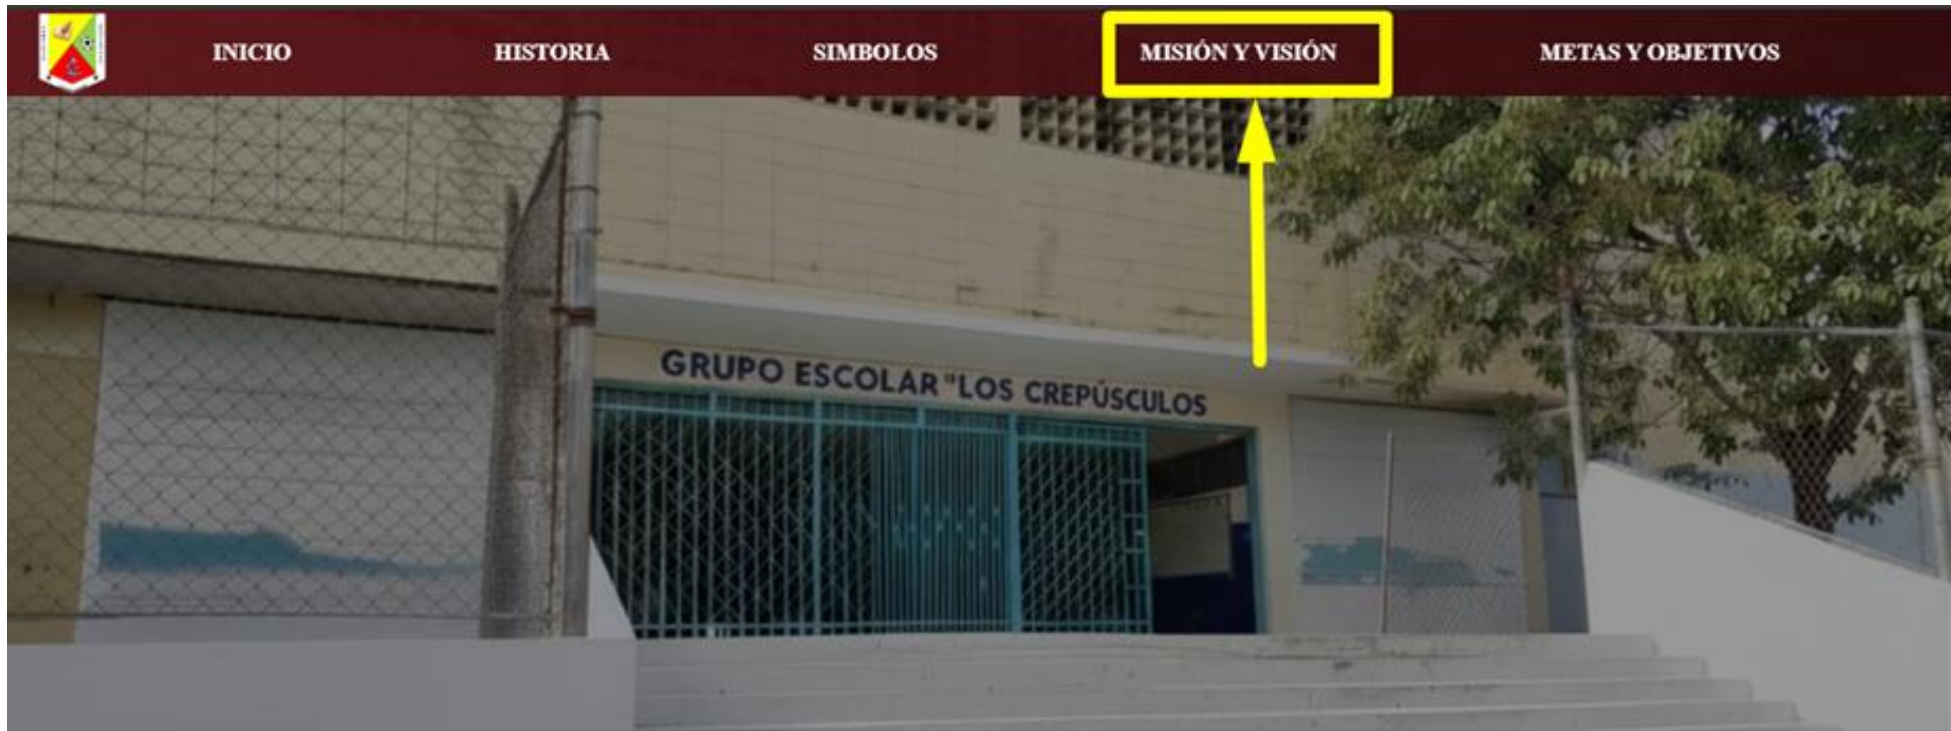 INICIO HISTORIA SIMBOLOS MISIÓN Y VISIÓN METAS Y OBJETIVOS
GRUPO ESCOLAR "LOS CREPÚSCULOS